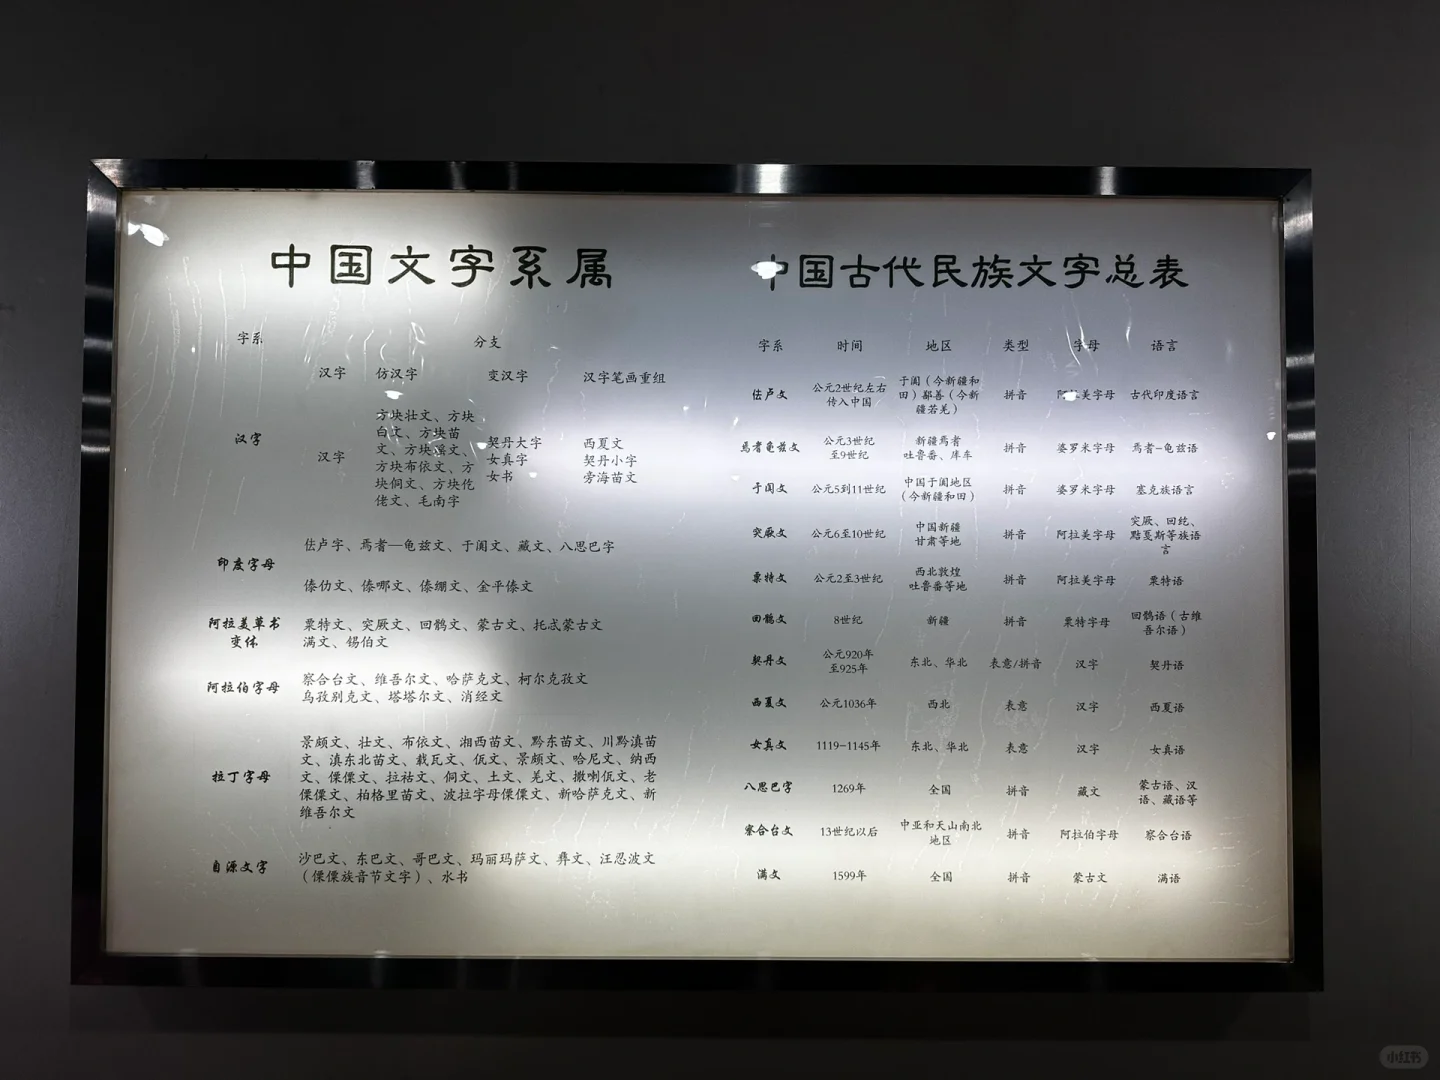 中国文字系属
字系 分支
汉字 仿汉字 变汉字 汉字笔画重组
汉字
汉字
方块壮文、方块
白文、方块苗
文、方块瑶文、
方块布依文、方
块侗文、方块仡
佬文、毛南字
契丹大字
女真字
女书
西夏文
契丹小字
旁海苗文
印度字母
佉卢字、焉耆—龟兹文、于阗文、藏文、八思巴字
傣仂文、傣哪文、傣绷文、金平傣文
阿拉美草书
变体
粟特文、突厥文、回鹘文、蒙古文、托忒蒙古文
满文、锡伯文
阿拉伯字母
察合台文、维吾尔文、哈萨克文、柯尔克孜文
乌孜别克文、塔塔尔文、消经文
拉丁字母
景颇文、壮文、布依文、湘西苗文、黔东苗文、川黔滇苗
文、滇东北苗文、载瓦文、佤文、景颇文、哈尼文、纳西
文、傈僳文、拉祜文、侗文、土文、羌文、撒喇佤文、老
傈僳文、柏格里苗文、波拉字母傈僳文、新哈萨克文、新
维吾尔文
自源文字
沙巴文、东巴文、哥巴文、玛丽玛萨文、彝文、汪忍波文
（傈僳族音节文字）、水书
中国古代民族文字总表
字系 时间 地区 类型 字母 语言
佉卢文
公元2世纪左右
传入中国
于阗（今新疆和
田）鄯善（今新
疆若羌）
拼音 阿拉美字母 古代印度语言
焉耆龟兹文
公元3世纪
至9世纪
新疆焉耆
吐鲁番、库车
拼音 婆罗米字母 焉耆-龟兹语
于阗文 公元5到11世纪
中国于阗地区
（今新疆和田）
拼音 婆罗米字母 塞克族语言
突厥文 公元6至10世纪
中国新疆
甘肃等地
拼音 阿拉美字母
突厥、回纥、
黠戛斯等族语
言
粟特文 公元2至3世纪
西北敦煌
吐鲁番等地
拼音 阿拉美字母 粟特语
回鹘文 8世纪 新疆 拼音 粟特字母
回鹘语（古维
吾尔语）
契丹文
公元920年
至925年
东北、华北 表意/拼音 汉字 契丹语
西夏文 公元1036年 西北 表意 汉字 西夏语
女真文 1119-1145年 东北、华北 表意 汉字 女真语
八思巴字 1269年 全国 拼音 藏文
蒙古语、汉
语、藏语等
察合台文 13世纪以后
中亚和天山南北
地区
拼音 阿拉伯字母 察合台语
满文 1599年 全国 拼音 蒙古文 满语
小红书